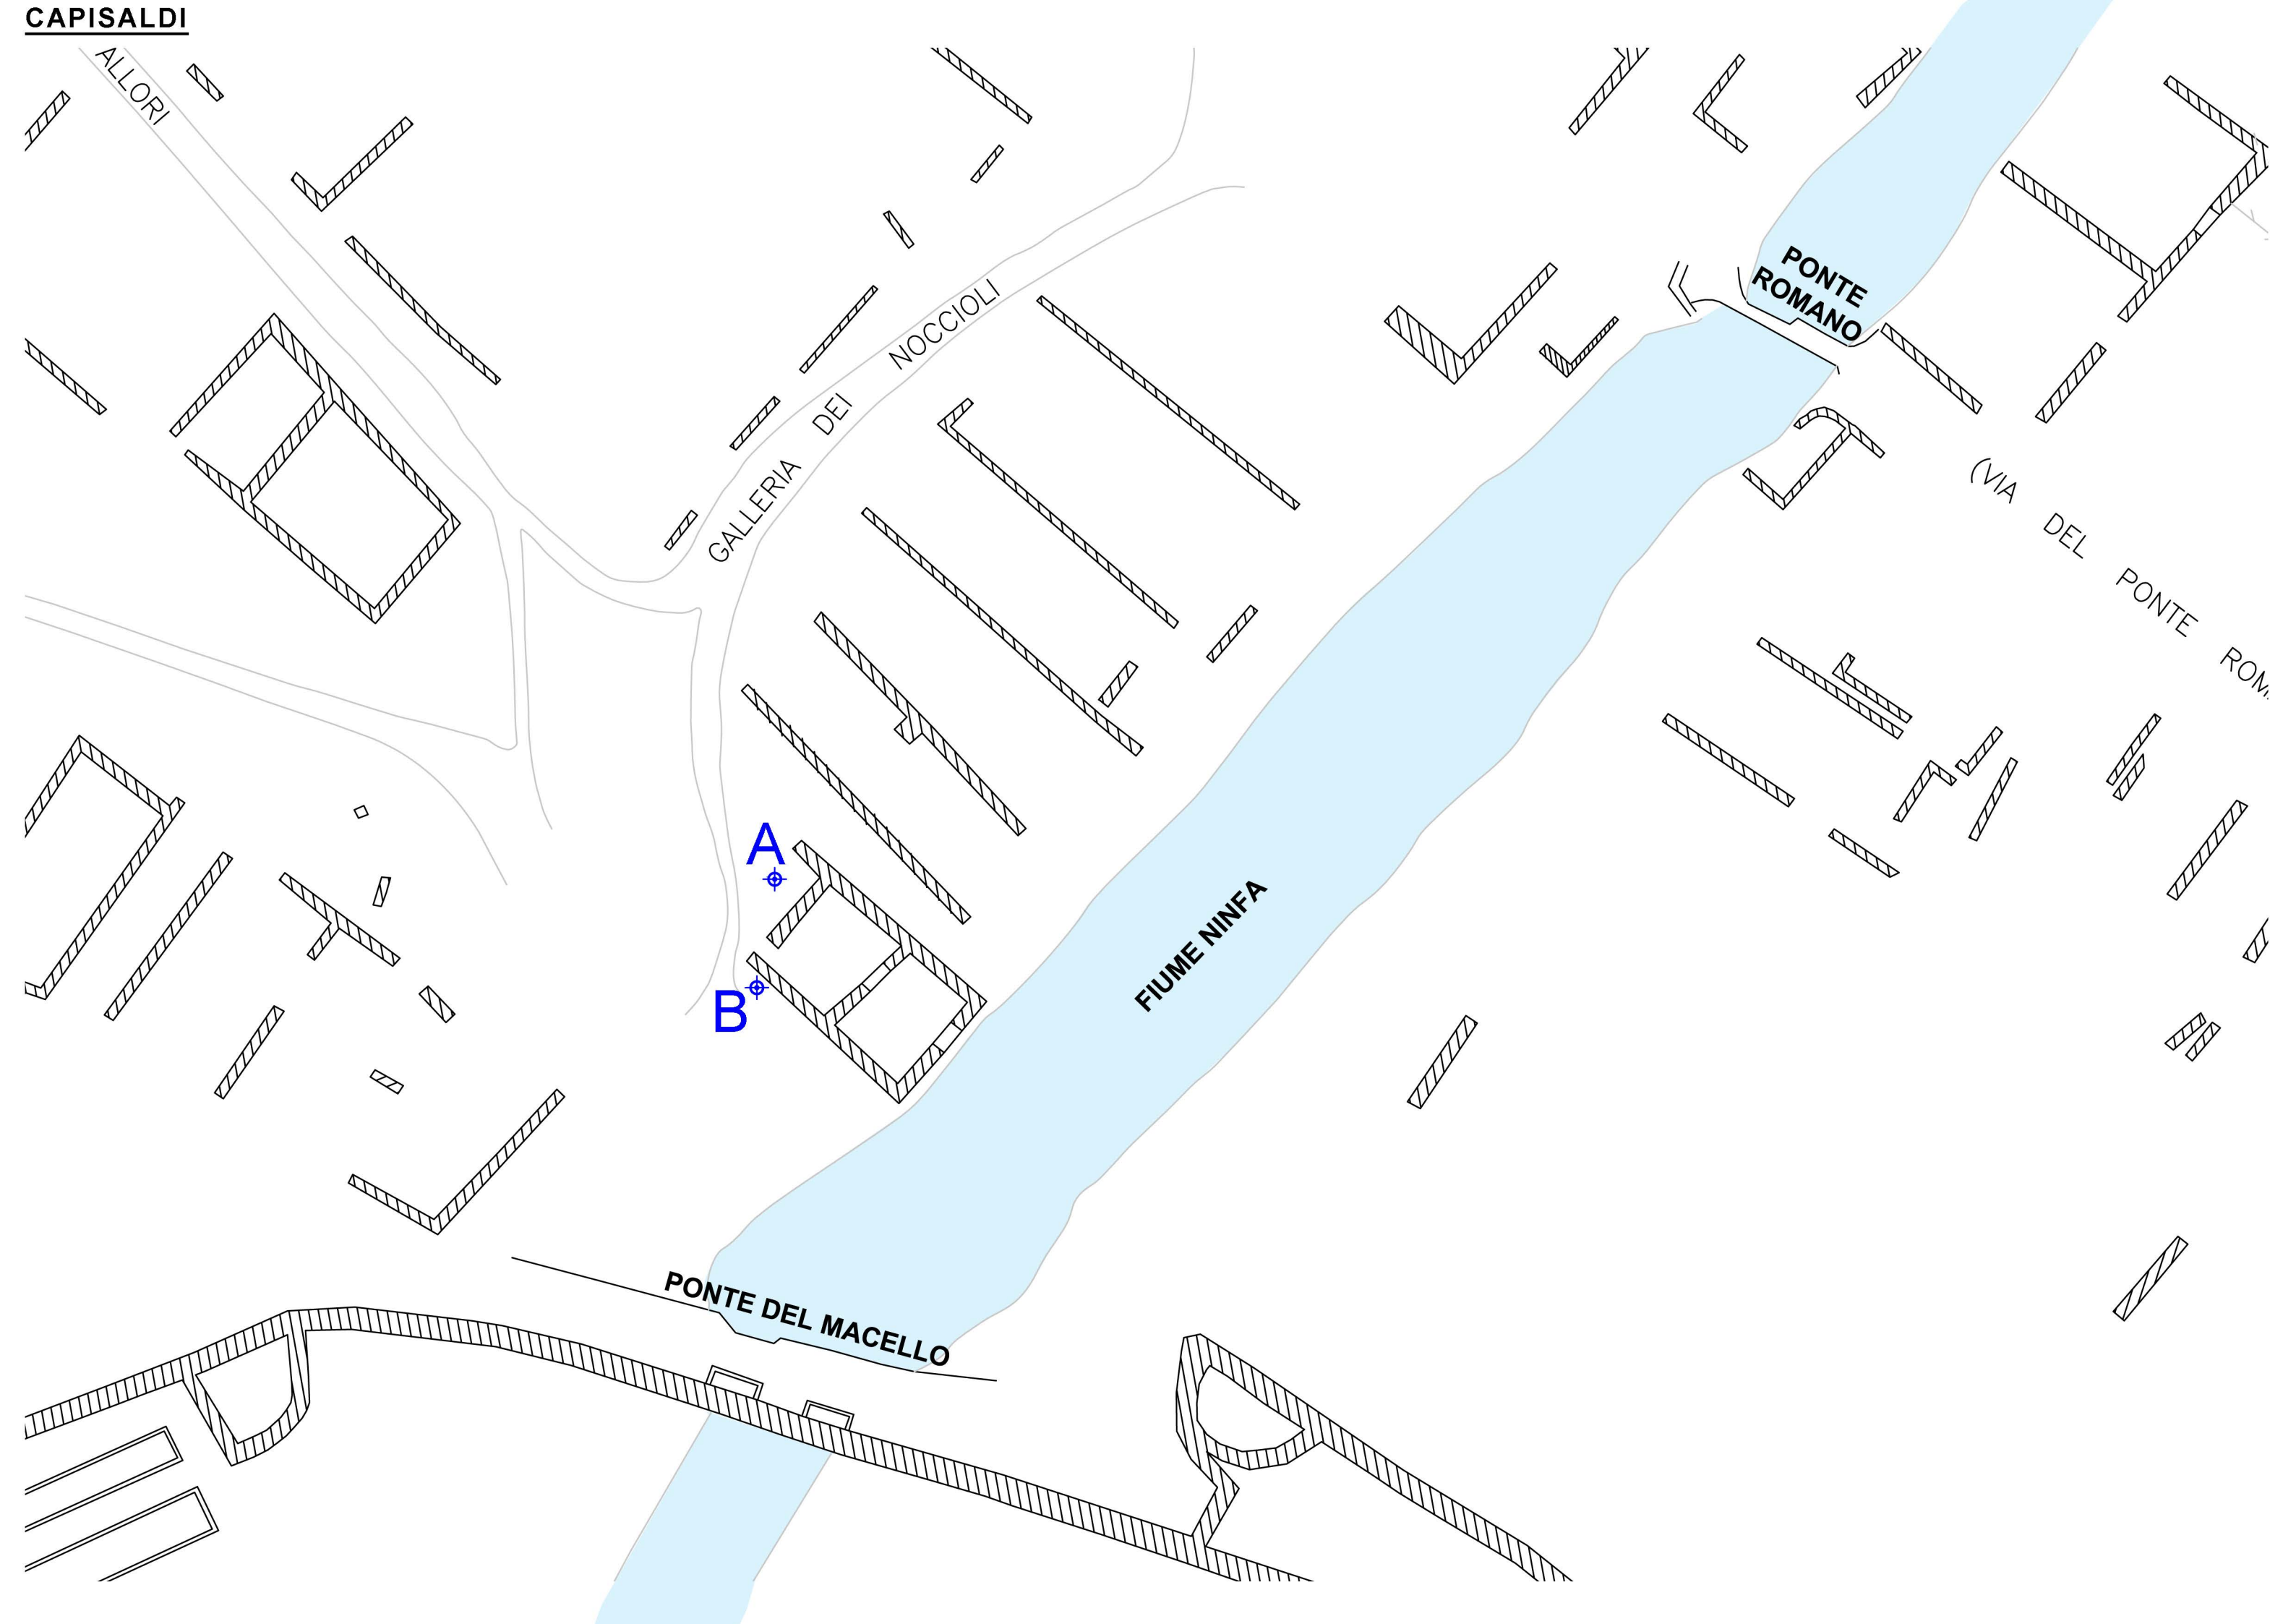 CAPISALDI
ALLORI
PONTE
ROMANO
GALLERIA DEI NOCCIOLI
(VIA DEL PONTE ROM
A
B
FIUME NINFA
PONTE DEL MACELLO